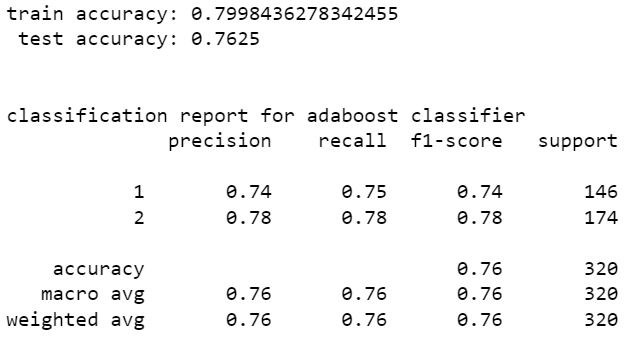 train accuracy: 0.7998436278342455
test accuracy: 0.7625
classification report for adaboost classifier
precision recall f1-score support
1 0.74 0.75 0.74 146
2 0.78 0.78 0.78 174
accuracy 0.76 320
macro avg 0.76 0.76 0.76 320
weighted avg 0.76 0.76 0.76 320